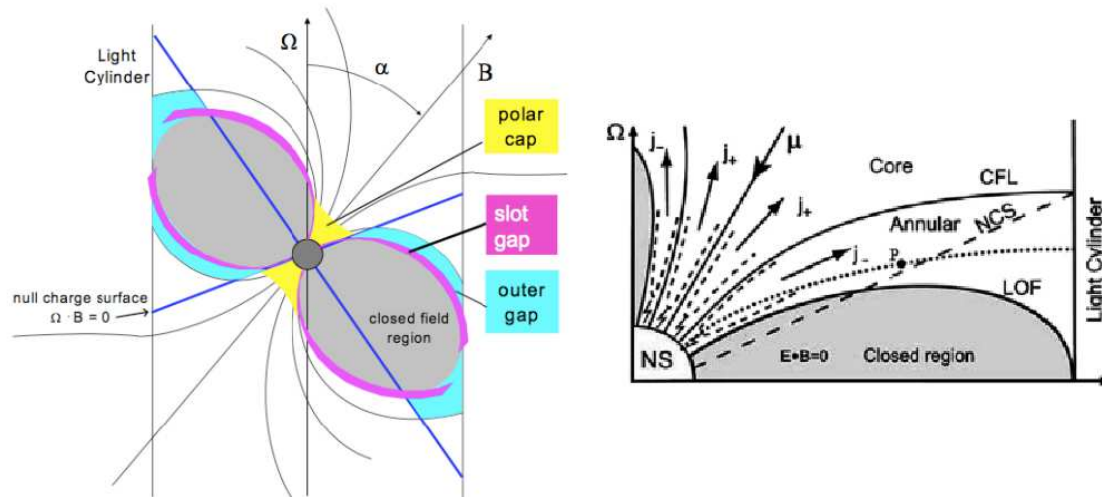 Ω
α
B
Light
Cylinder
polar
cap
slot
gap
outer
gap
null charge surface
Ω · B = 0
closed field
region
Ω
j₋
j₊
μ
j₊
Core
CFL
Annular
NCS
j₋
P
LOF
NS
E•B=0 Closed region
Light Cylinder